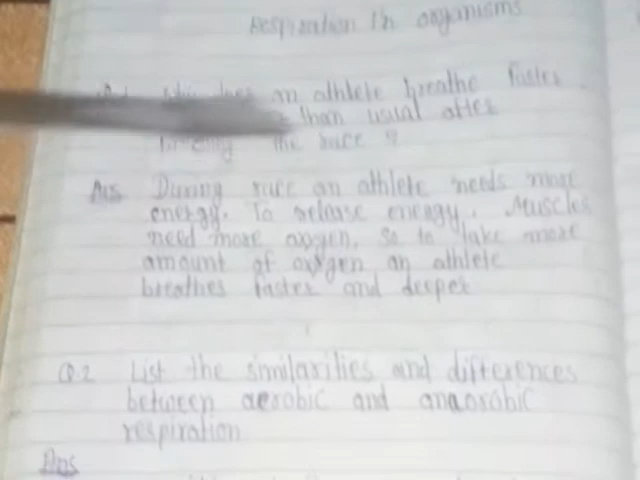 Respiration in organisms
an athlete breathe faster
than usual after
the race ?
Ans During race an athlete needs more
energy. To release energy, Muscles
need more oxygen. So to take more
amount of oxygen an athlete
breathes faster and deeper
Q.2 List the similarities and differences
between aerobic and anaorobic
respiration
Ans